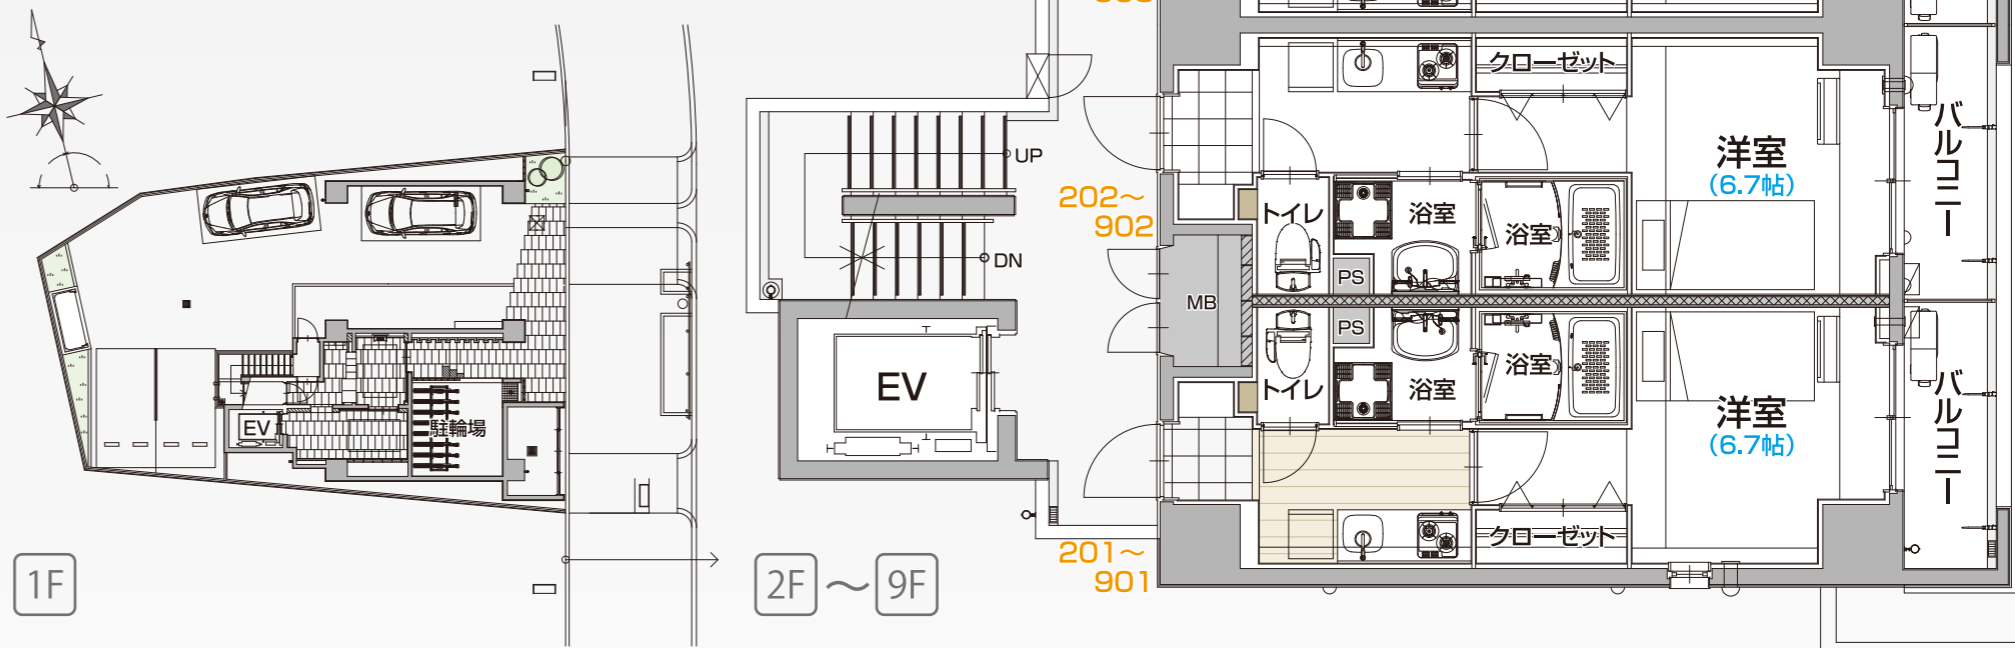 EV
駐輪場
1F
2F～9F
UP
DN
EV
202～
902
201～
901
MB
クローゼット
洋室
(6.7帖)
バルコニー
トイレ
浴室
浴室
PS
PS
トイレ
浴室
浴室
洋室
(6.7帖)
バルコニー
クローゼット